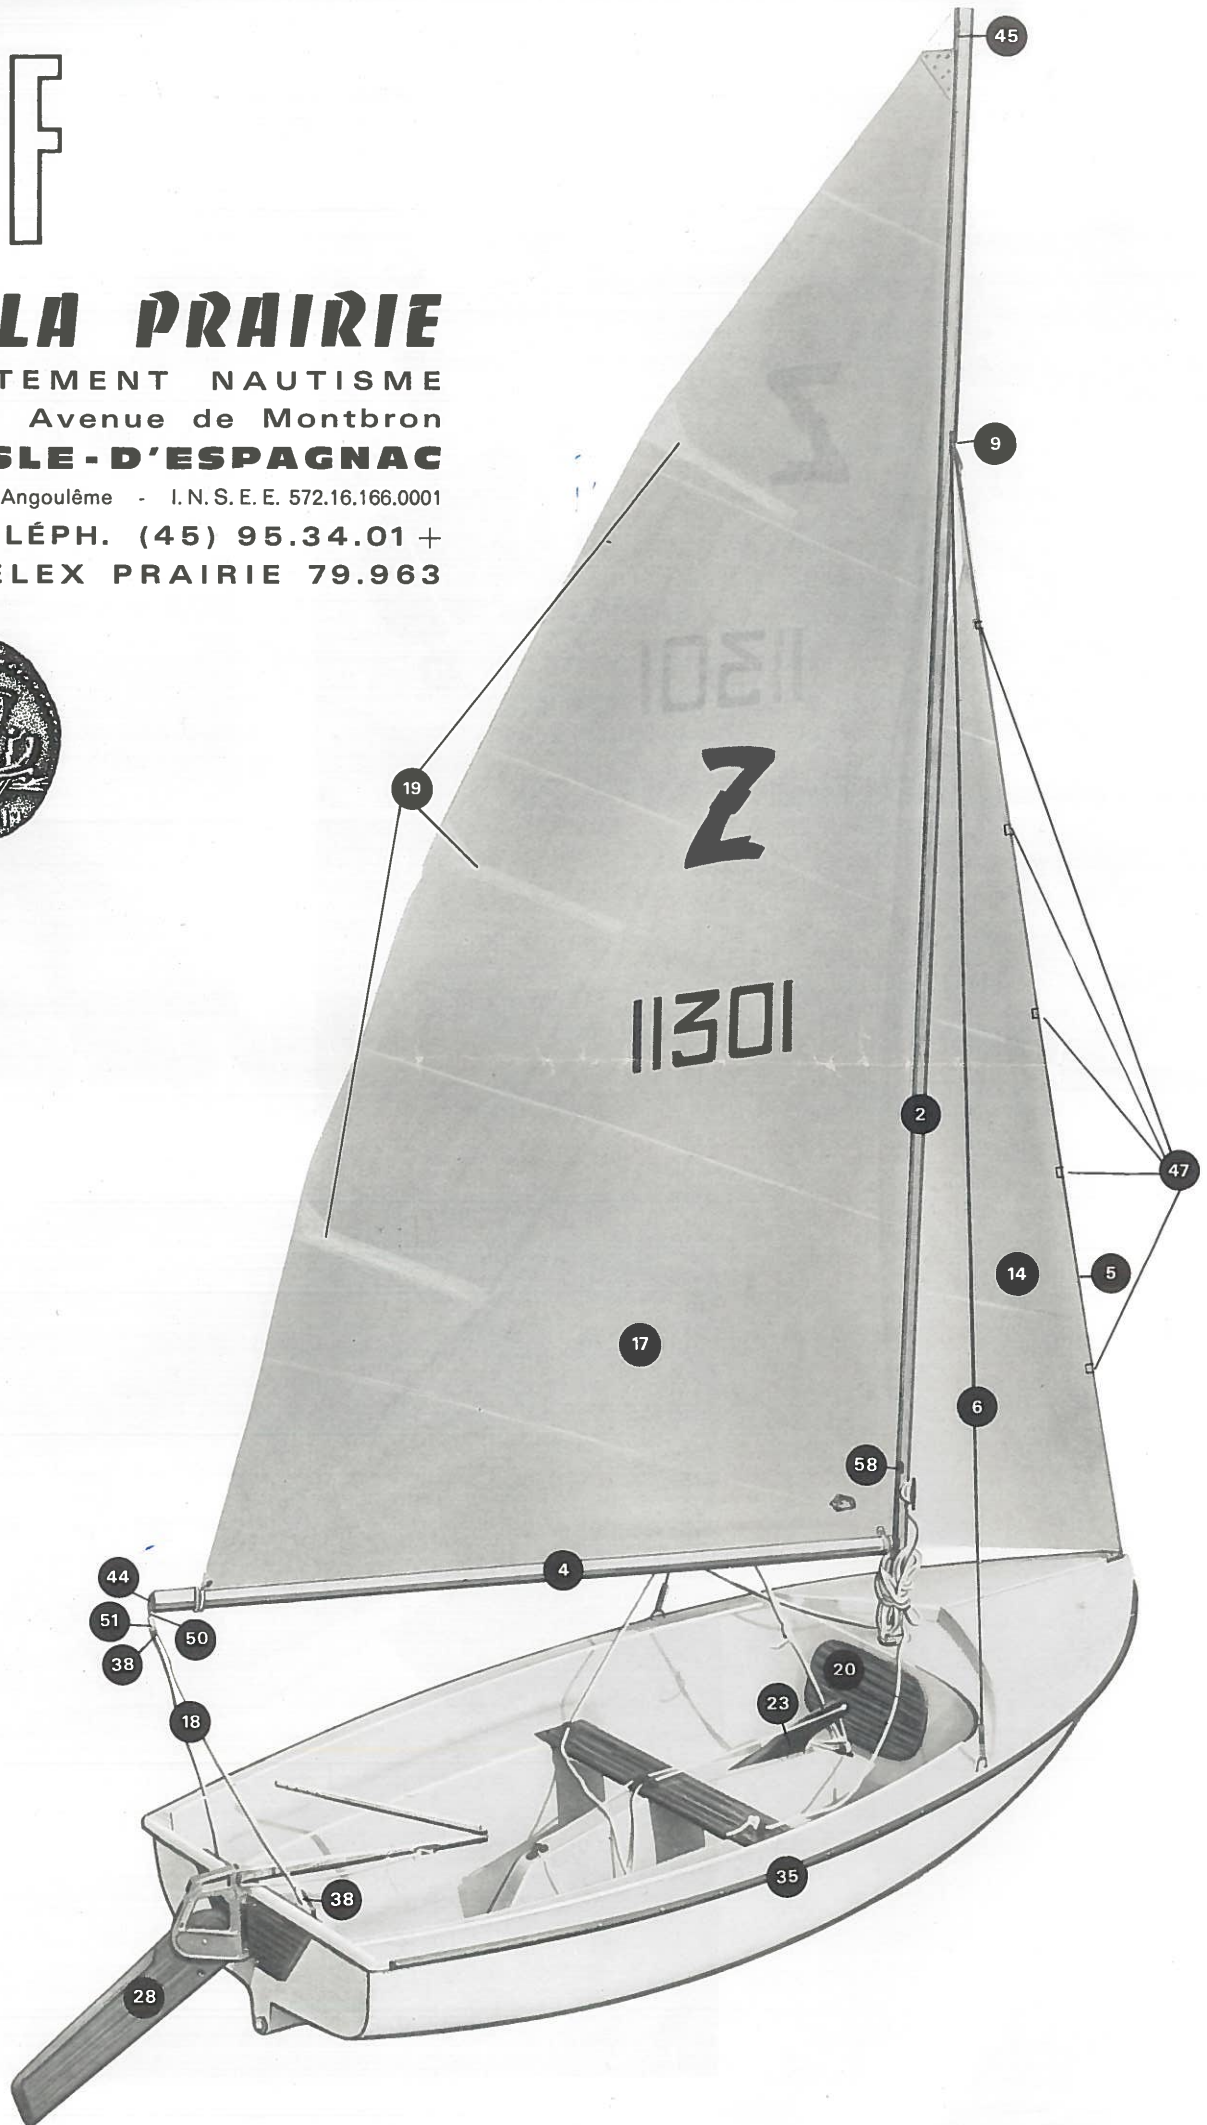 F
LA PRAIRIE
TEMENT NAUTISME
Avenue de Montbron
SLE-D'ESPAGNAC
Angoulême - I.N.S.E.E. 572.16.166.0001
LÉPH. (45) 95.34.01 +
ELEX PRAIRIE 79.963
45
9
19
Z
11301
2
47
14
5
17
6
58
4
44
51
50
38
20
23
18
35
38
28